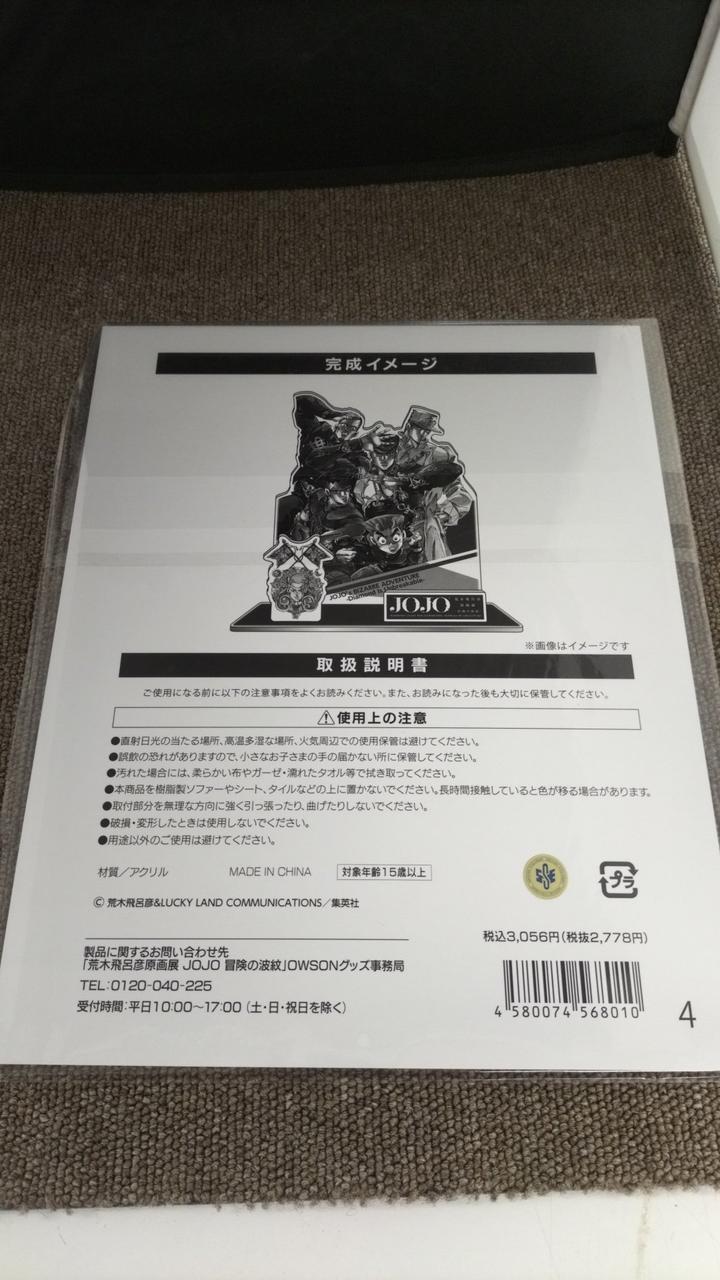 完成イメージ
JOJO's BIZARRE ADVENTURE
-Diamond is Unbreakable-
JOJO
※画像はイメージです
取扱説明書
ご使用になる前に以下の注意事項をよくお読みください。また、お読みになった後も大切に保管してください。
⚠使用上の注意
●直射日光の当たる場所、高温多湿な場所、火気周辺での使用保管は避けてください。
●誤飲の恐れがありますので、小さなお子さまの手の届かない所に保管してください。
●汚れた場合には、柔らかい布やガーゼ・濡れたタオル等で拭き取ってください。
●本商品を樹脂製ソファーやシート、タイルなどの上に置かないでください。長時間接触していると色が移る場合があります。
●取付部分を無理な方向に強く引っ張ったり、曲げたりしないでください。
●破損・変形したときは使用しないでください。
●用途以外のご使用は避けてください。
材質/アクリル MADE IN CHINA 対象年齢15歳以上
プラ
© 荒木飛呂彦&LUCKY LAND COMMUNICATIONS/集英社
税込3,056円(税抜2,778円)
製品に関するお問い合わせ先
「荒木飛呂彦原画展 JOJO 冒険の波紋」OWSONグッズ事務局
TEL:0120-040-225
受付時間:平日10:00〜17:00 (土・日・祝日を除く)
4 580074 568010
4